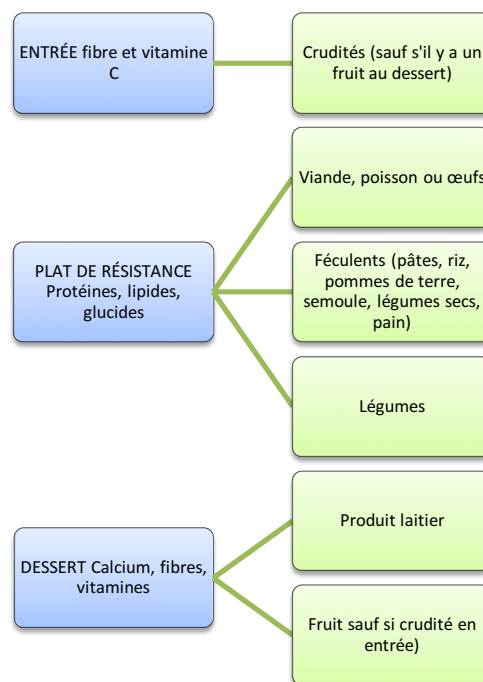 ENTRÉE fibre et vitamine
C
Crudités (sauf s'il y a un
fruit au dessert)
Viande, poisson ou œufs
PLAT DE RÉSISTANCE
Protéines, lipides,
glucides
Féculents (pâtes, riz,
pommes de terre,
semoule, légumes secs,
pain)
Légumes
DESSERT Calcium, fibres,
vitamines
Produit laitier
Fruit sauf si crudité en
entrée)